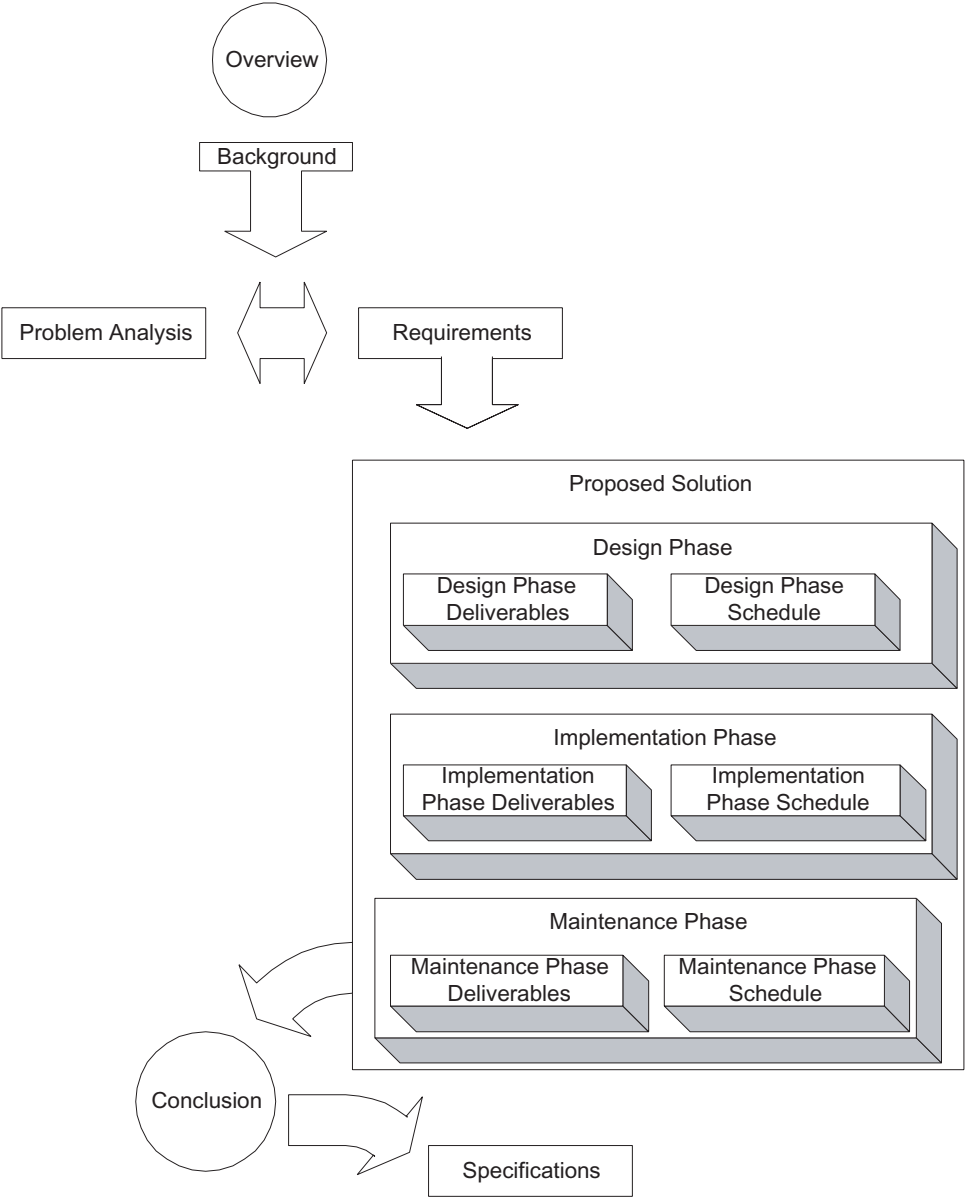 Overview
Background
Problem Analysis
Requirements
Proposed Solution
Design Phase
Design Phase
Deliverables
Design Phase
Schedule
Implementation Phase
Implementation
Phase Deliverables
Implementation
Phase Schedule
Maintenance Phase
Maintenance Phase
Deliverables
Maintenance Phase
Schedule
Conclusion
Specifications